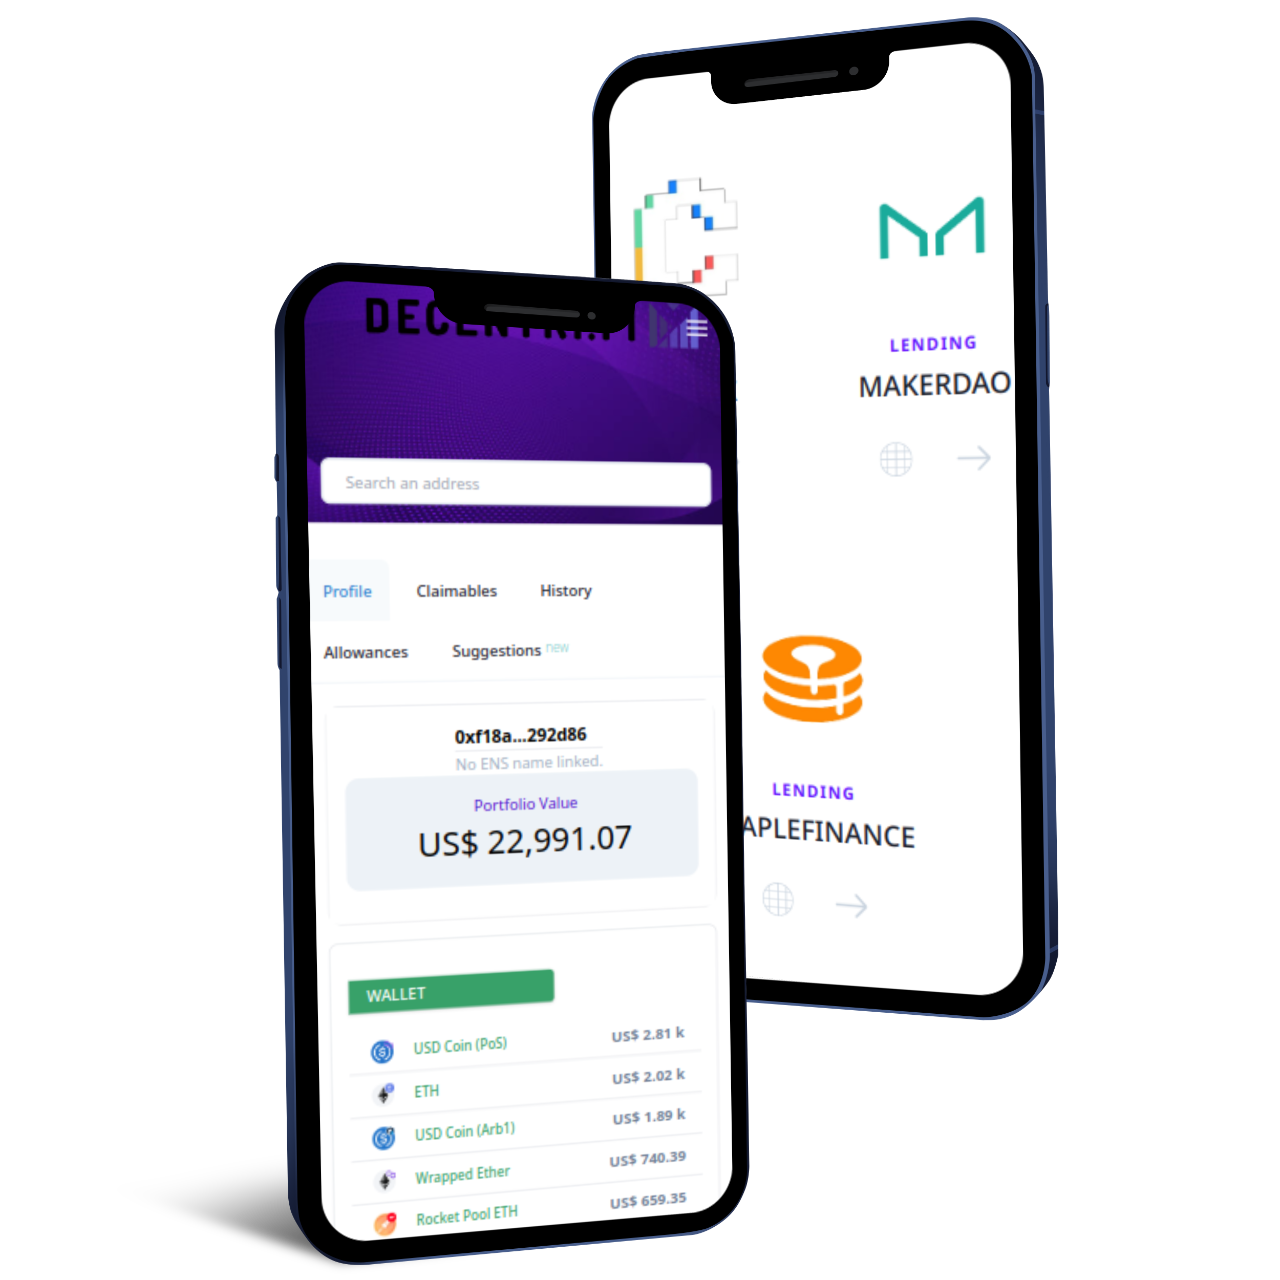 Search an address
Profile
Claimables
History
Allowances
Suggestions new
0xf18a...292d86
No ENS name linked.
Portfolio Value
US$ 22,991.07
WALLET
USD Coin (PoS) US$ 2.81 k
ETH US$ 2.02 k
USD Coin (Arb1) US$ 1.89 k
Wrapped Ether US$ 740.39
Rocket Pool ETH US$ 659.35
LENDING
MAKERDAO
LENDING
APLEFINANCE